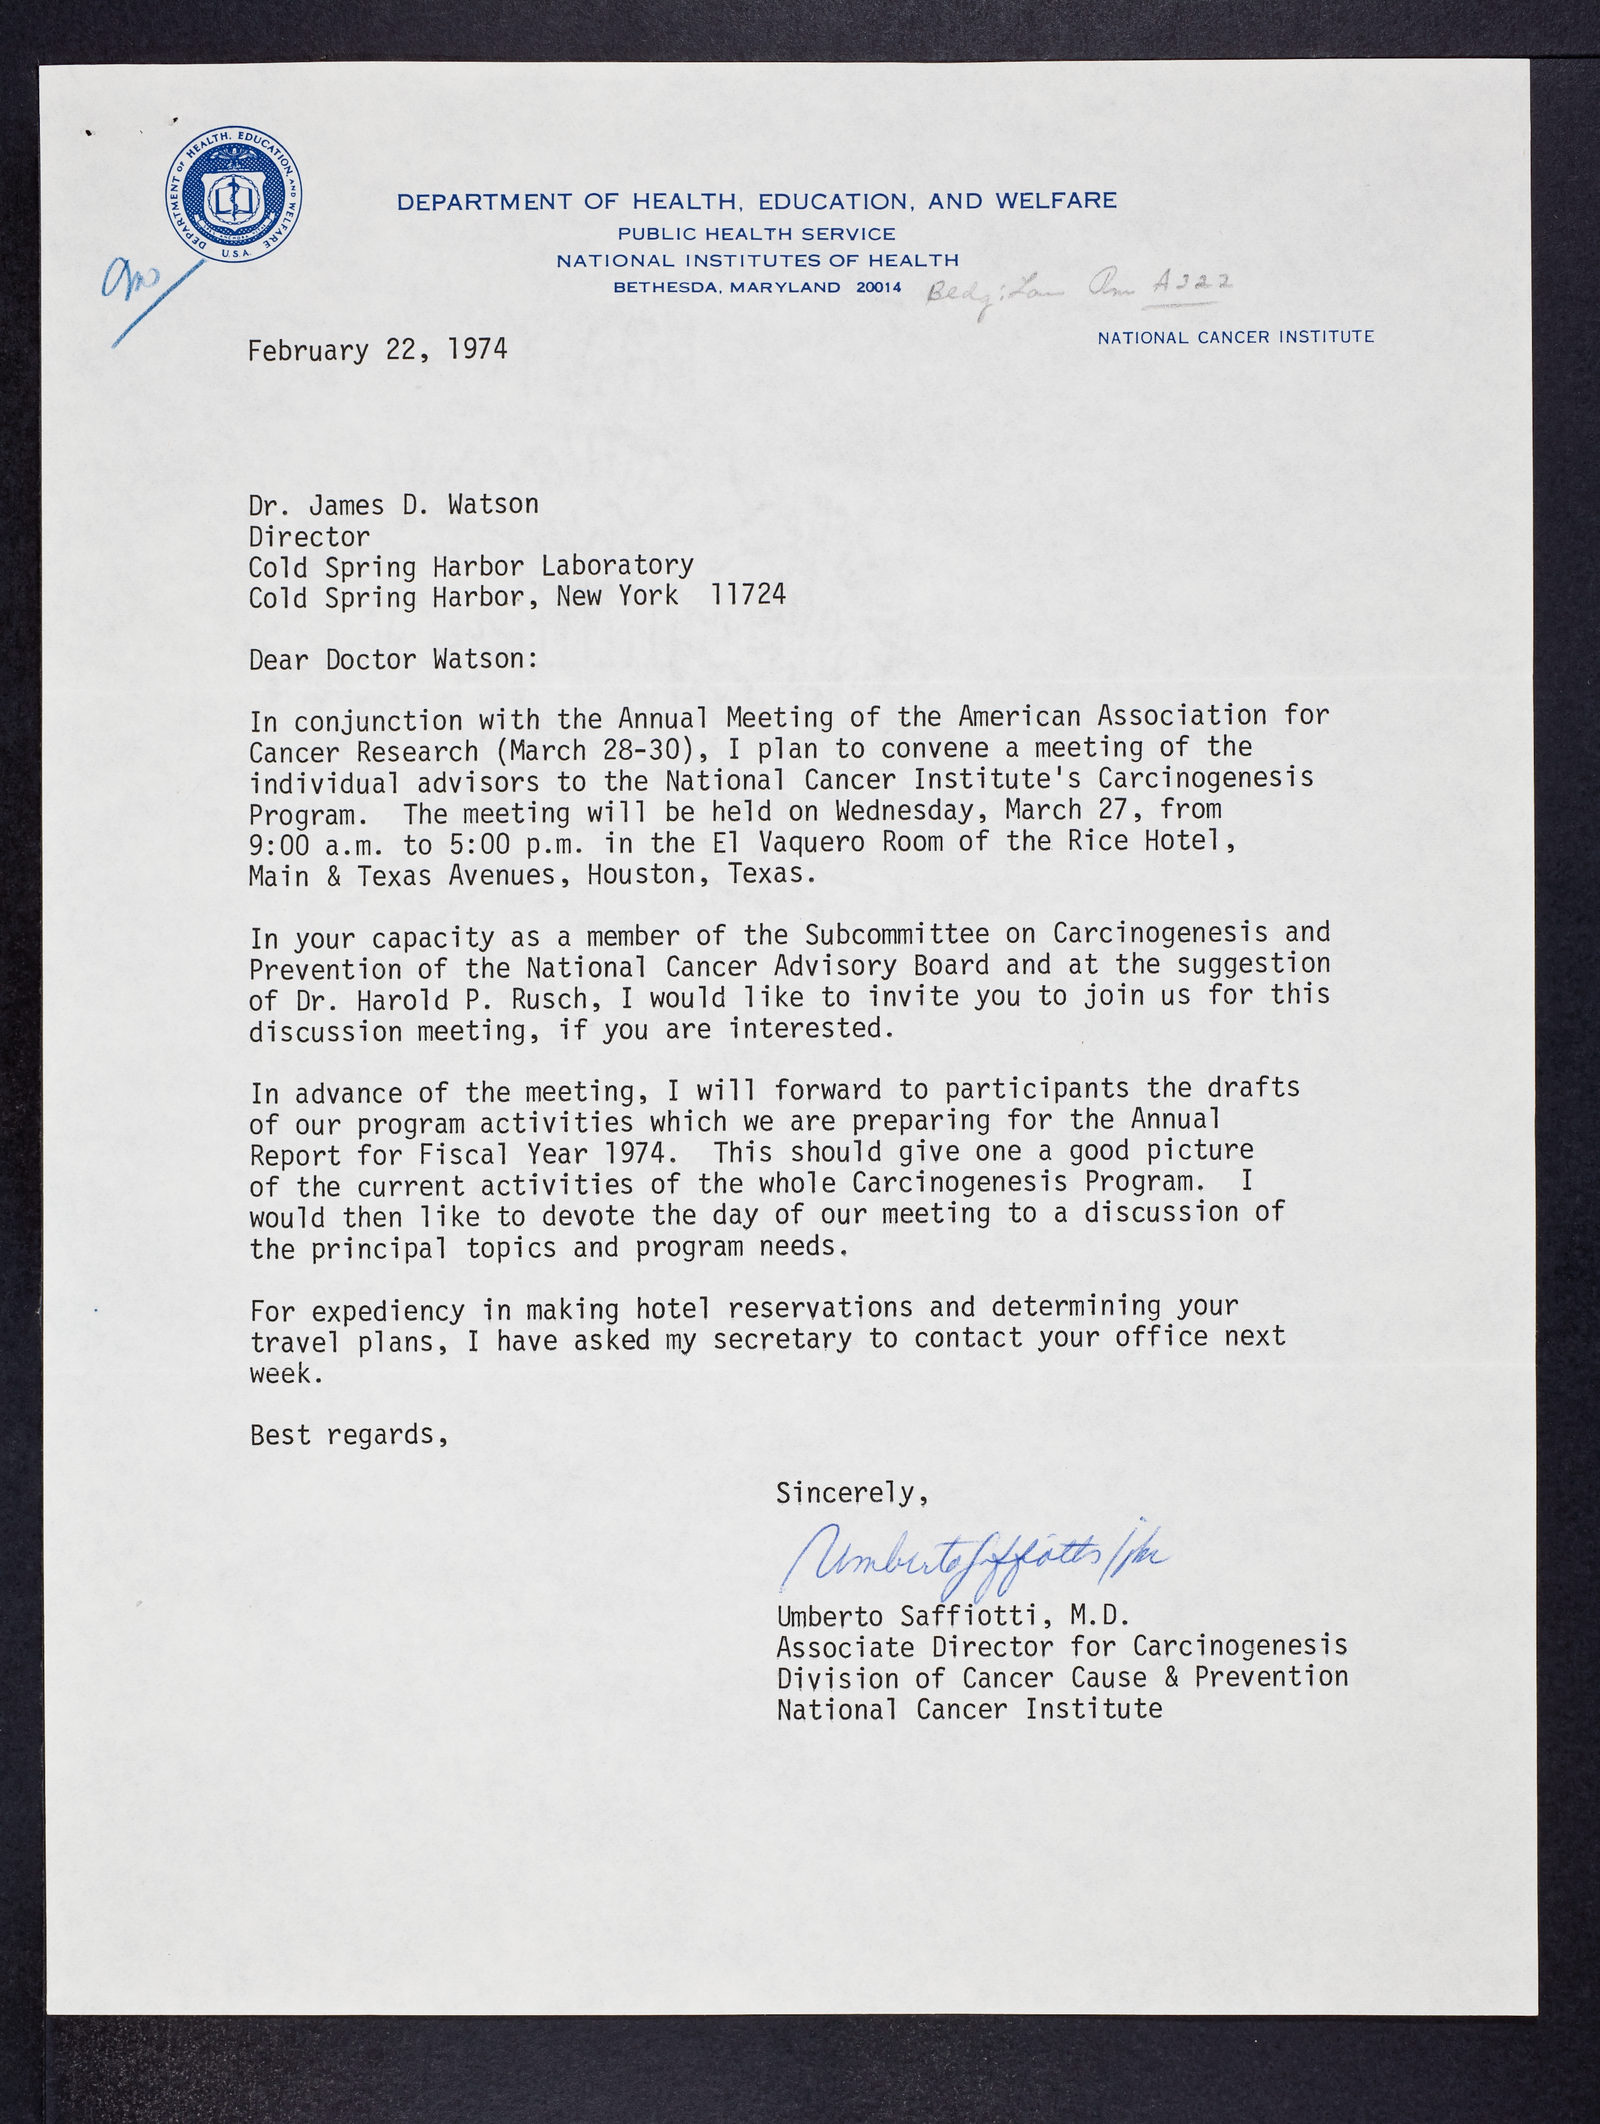 DEPARTMENT OF HEALTH, EDUCATION, AND WELFARE
U.S.A.
DEPARTMENT OF HEALTH, EDUCATION, AND WELFARE
PUBLIC HEALTH SERVICE
NATIONAL INSTITUTES OF HEALTH
BETHESDA, MARYLAND 20014
Bldg: Rm A322
NATIONAL CANCER INSTITUTE
February 22, 1974
Dr. James D. Watson
Director
Cold Spring Harbor Laboratory
Cold Spring Harbor, New York 11724
Dear Doctor Watson:
In conjunction with the Annual Meeting of the American Association for
Cancer Research (March 28-30), I plan to convene a meeting of the
individual advisors to the National Cancer Institute's Carcinogenesis
Program. The meeting will be held on Wednesday, March 27, from
9:00 a.m. to 5:00 p.m. in the El Vaquero Room of the Rice Hotel,
Main & Texas Avenues, Houston, Texas.
In your capacity as a member of the Subcommittee on Carcinogenesis and
Prevention of the National Cancer Advisory Board and at the suggestion
of Dr. Harold P. Rusch, I would like to invite you to join us for this
discussion meeting, if you are interested.
In advance of the meeting, I will forward to participants the drafts
of our program activities which we are preparing for the Annual
Report for Fiscal Year 1974. This should give one a good picture
of the current activities of the whole Carcinogenesis Program. I
would then like to devote the day of our meeting to a discussion of
the principal topics and program needs.
For expediency in making hotel reservations and determining your
travel plans, I have asked my secretary to contact your office next
week.
Best regards,
Sincerely,
Umberto Saffiotti
Umberto Saffiotti, M.D.
Associate Director for Carcinogenesis
Division of Cancer Cause & Prevention
National Cancer Institute